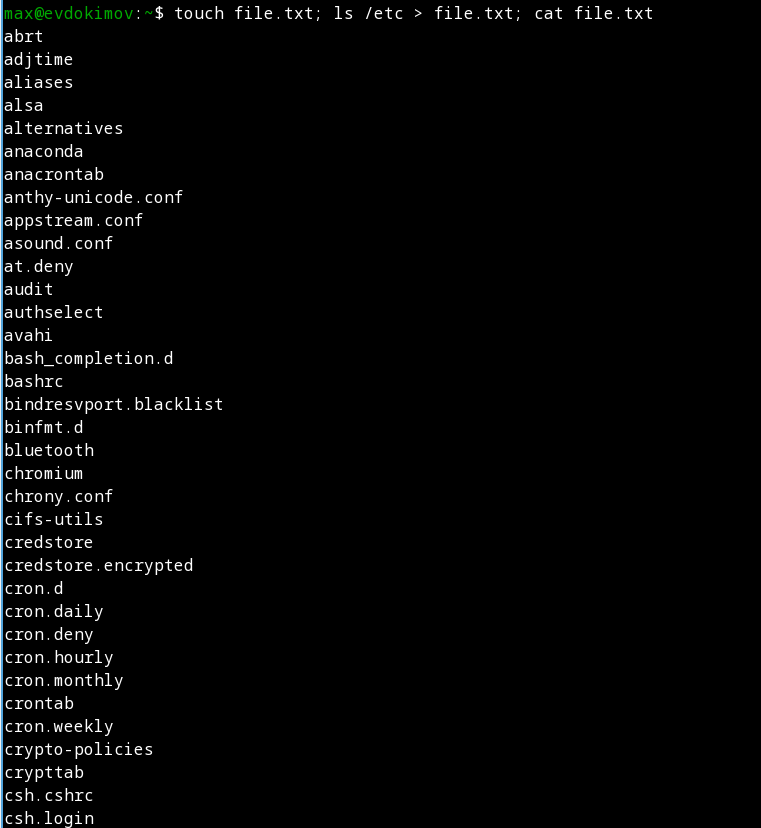 max@evdokimov:~$ touch file.txt; ls /etc > file.txt; cat file.txt
abrt
adjtime
aliases
alsa
alternatives
anaconda
anacrontab
anthy-unicode.conf
appstream.conf
asound.conf
at.deny
audit
authselect
avahi
bash_completion.d
bashrc
bindresvport.blacklist
binfmt.d
bluetooth
chromium
chrony.conf
cifs-utils
credstore
credstore.encrypted
cron.d
cron.daily
cron.deny
cron.hourly
cron.monthly
crontab
cron.weekly
crypto-policies
crypttab
csh.cshrc
csh.login